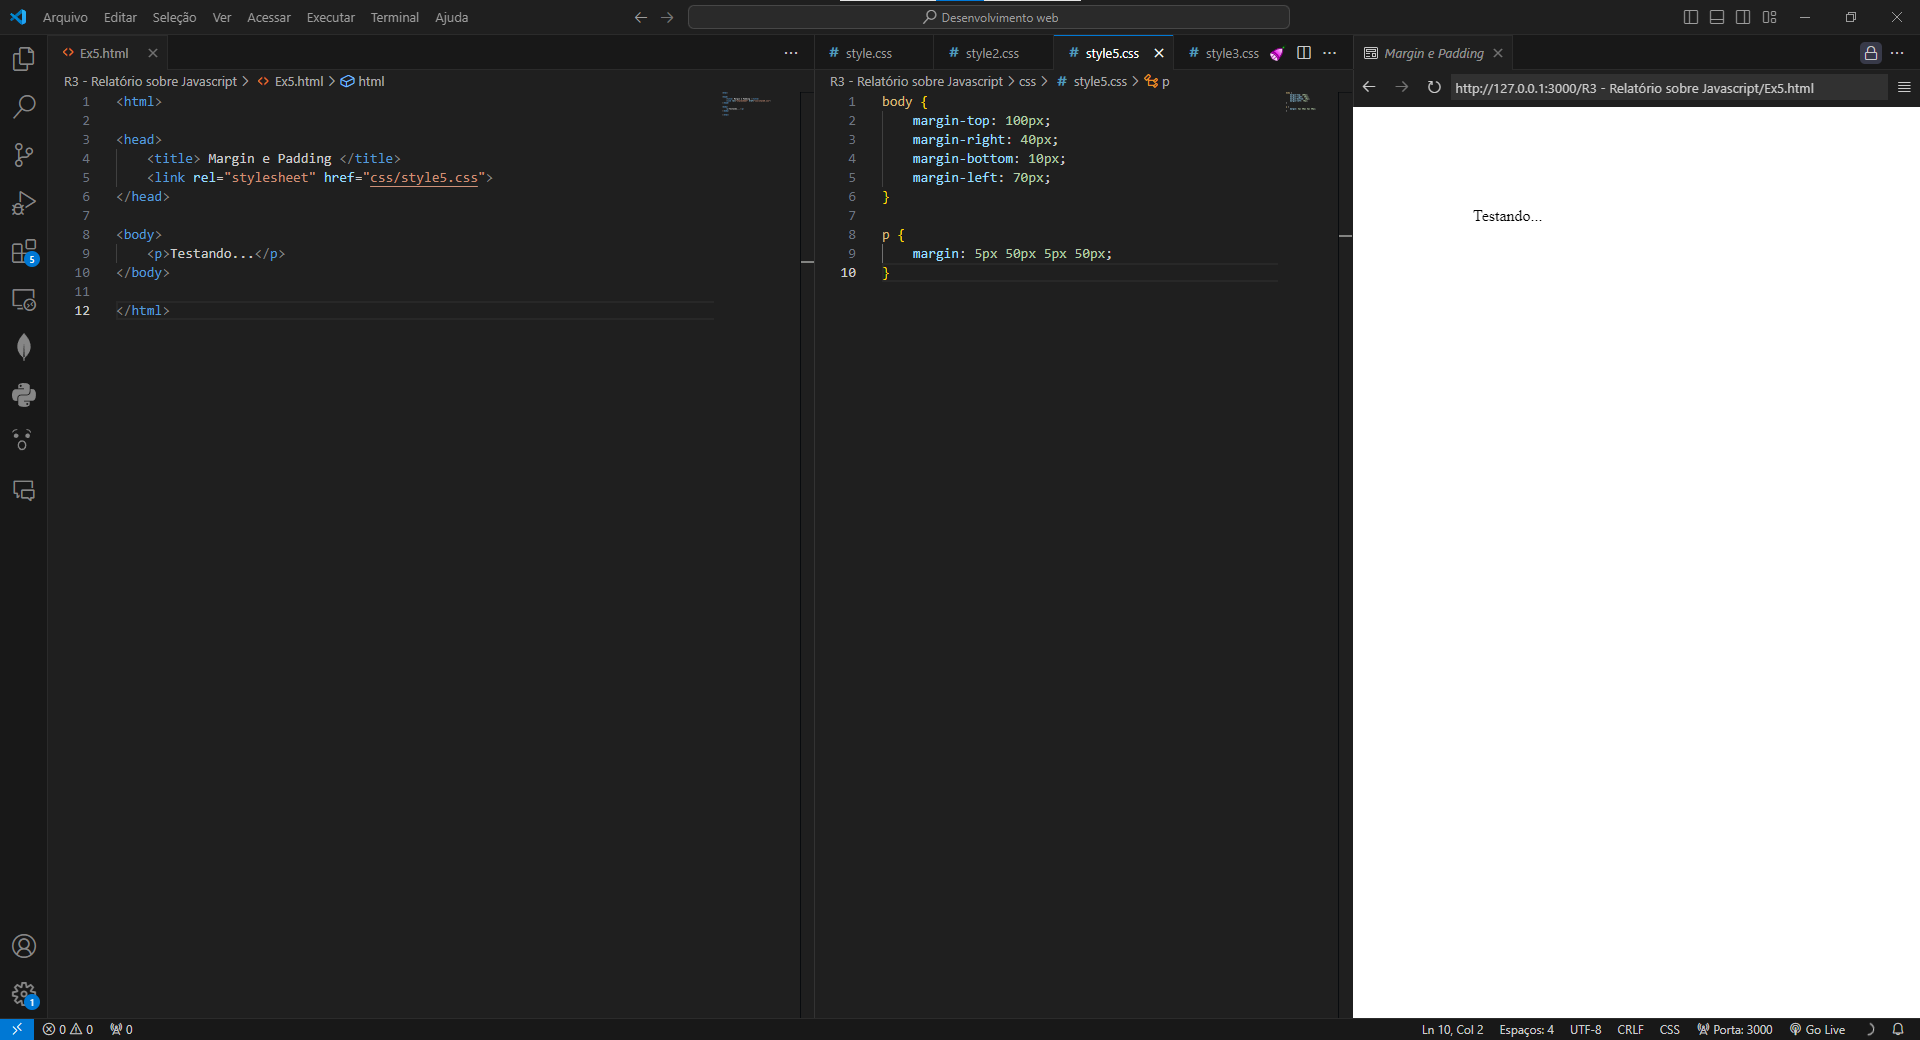 Arquivo Editar Seleção Ver Acessar Executar Terminal Ajuda
Desenvolvimento web
Ex5.html
R3 - Relatório sobre Javascript > Ex5.html > html
1 <html>
2
3 <head>
4 <title> Margin e Padding </title>
5 <link rel="stylesheet" href="css/style5.css">
6 </head>
7
8 <body>
9 <p>Testando...</p>
10 </body>
11
12 </html>
# style.css # style2.css # style5.css # style3.css
R3 - Relatório sobre Javascript > css > # style5.css > p
1 body {
2 margin-top: 100px;
3 margin-right: 40px;
4 margin-bottom: 10px;
5 margin-left: 70px;
6 }
7
8 p {
9 margin: 5px 50px 5px 50px;
10 }
Margin e Padding
http://127.0.0.1:3000/R3 - Relatório sobre Javascript/Ex5.html
Testando...
5
1
0 0 0
Ln 10, Col 2 Espaços: 4 UTF-8 CRLF CSS Porta: 3000 Go Live